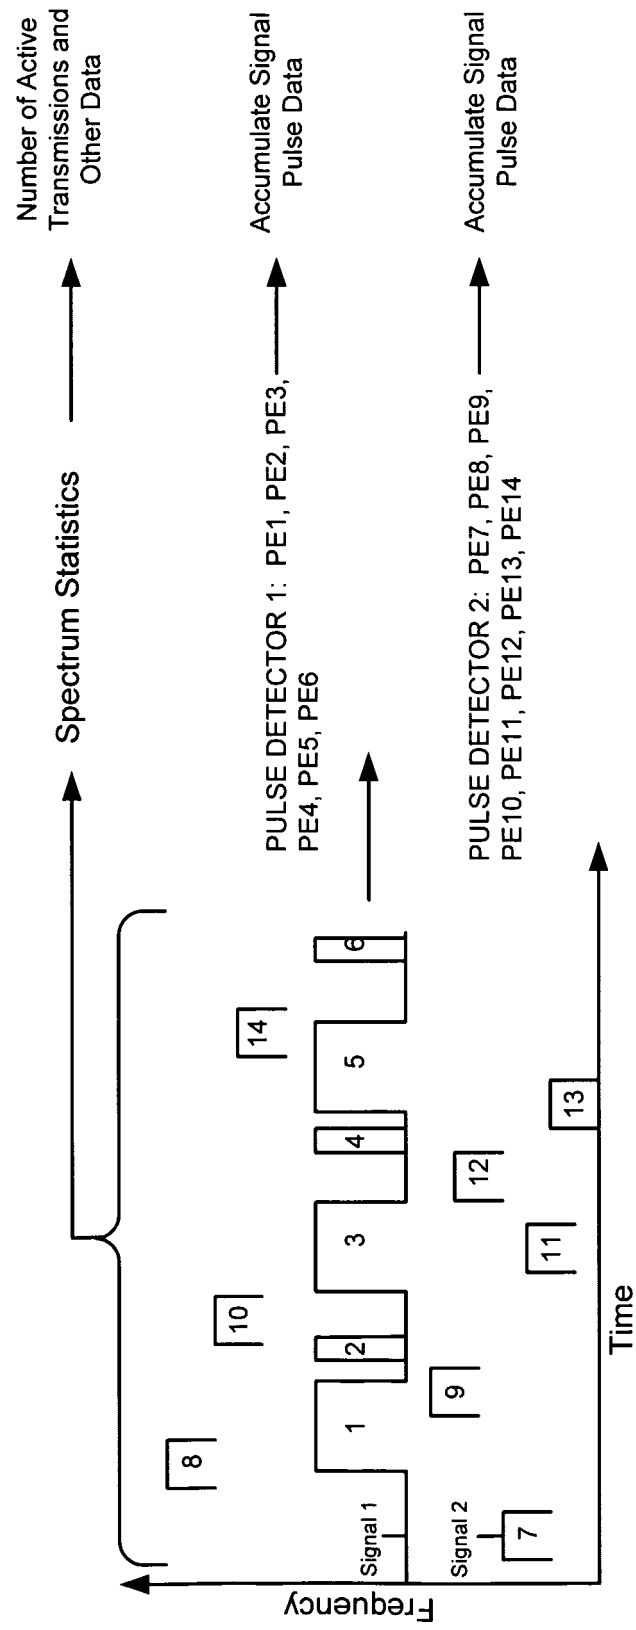 Number of Active
Transmissions and
Other Data
Spectrum Statistics
Accumulate Signal
Pulse Data
PULSE DETECTOR 1: PE1, PE2, PE3,
PE4, PE5, PE6
Accumulate Signal
Pulse Data
PULSE DETECTOR 2: PE7, PE8, PE9,
PE10, PE11, PE12, PE13, PE14
Frequency
8
10
14
Signal 1
1
2
3
4
5
6
Signal 2
7
9
11
12
13
Time